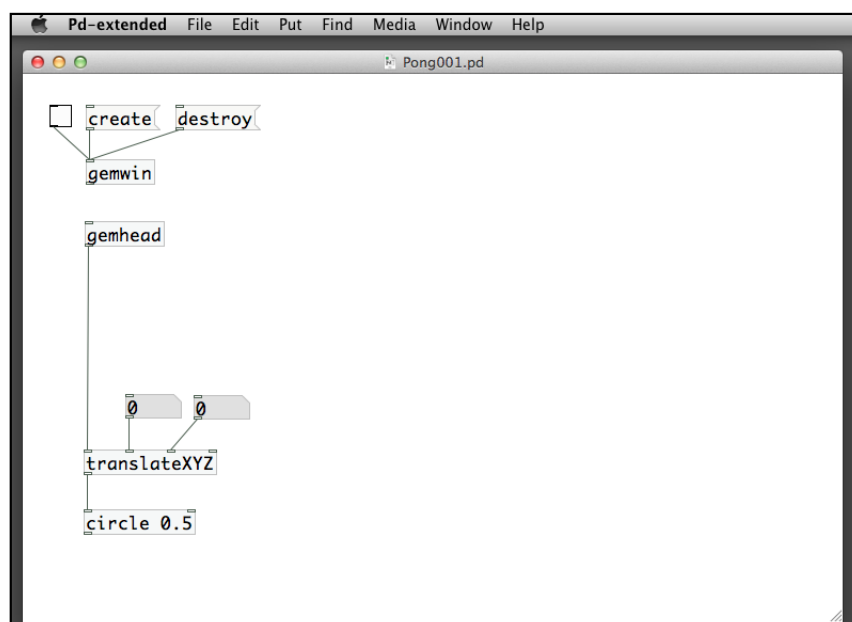 Pd-extended File Edit Put Find Media Window Help
Pong001.pd
create destroy
gemwin
gemhead
0 0
translateXYZ
circle 0.5